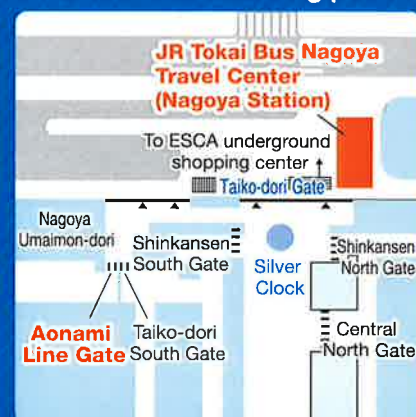 JR Tokai Bus Nagoya
Travel Center
(Nagoya Station)
To ESCA underground
shopping center
Taiko-dori Gate
Nagoya
Umaimon-dori
Shinkansen
South Gate
Silver
Clock
Shinkansen
North Gate
Aonami
Line Gate
Taiko-dori
South Gate
Central
North Gate